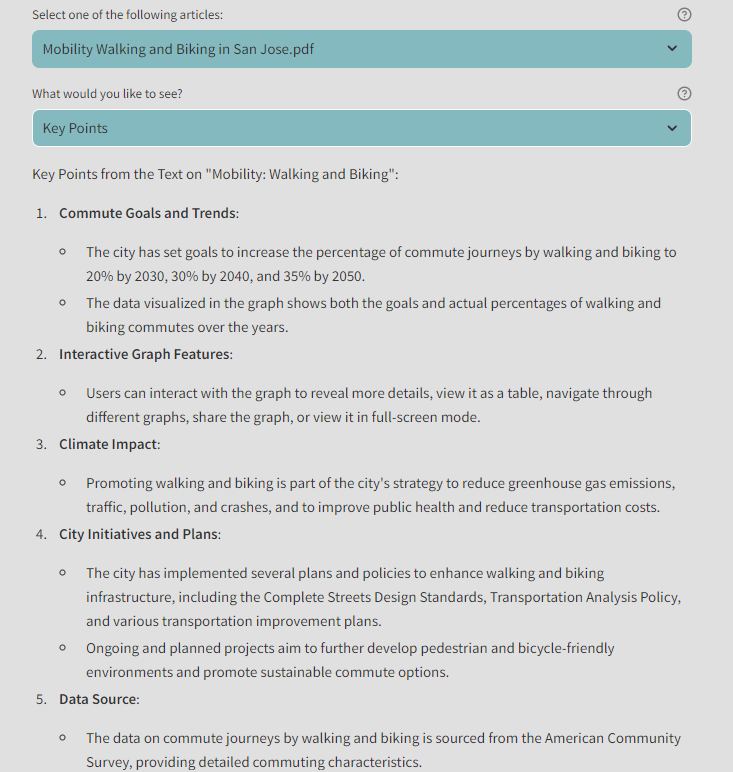 Select one of the following articles:
Mobility Walking and Biking in San Jose.pdf
What would you like to see?
Key Points
Key Points from the Text on "Mobility: Walking and Biking":
1. Commute Goals and Trends:
The city has set goals to increase the percentage of commute journeys by walking and biking to
20% by 2030, 30% by 2040, and 35% by 2050.
The data visualized in the graph shows both the goals and actual percentages of walking and
biking commutes over the years.
2. Interactive Graph Features:
Users can interact with the graph to reveal more details, view it as a table, navigate through
different graphs, share the graph, or view it in full-screen mode.
3. Climate Impact:
Promoting walking and biking is part of the city's strategy to reduce greenhouse gas emissions,
traffic, pollution, and crashes, and to improve public health and reduce transportation costs.
4. City Initiatives and Plans:
The city has implemented several plans and policies to enhance walking and biking
infrastructure, including the Complete Streets Design Standards, Transportation Analysis Policy,
and various transportation improvement plans.
Ongoing and planned projects aim to further develop pedestrian and bicycle-friendly
environments and promote sustainable commute options.
5. Data Source:
The data on commute journeys by walking and biking is sourced from the American Community
Survey, providing detailed commuting characteristics.